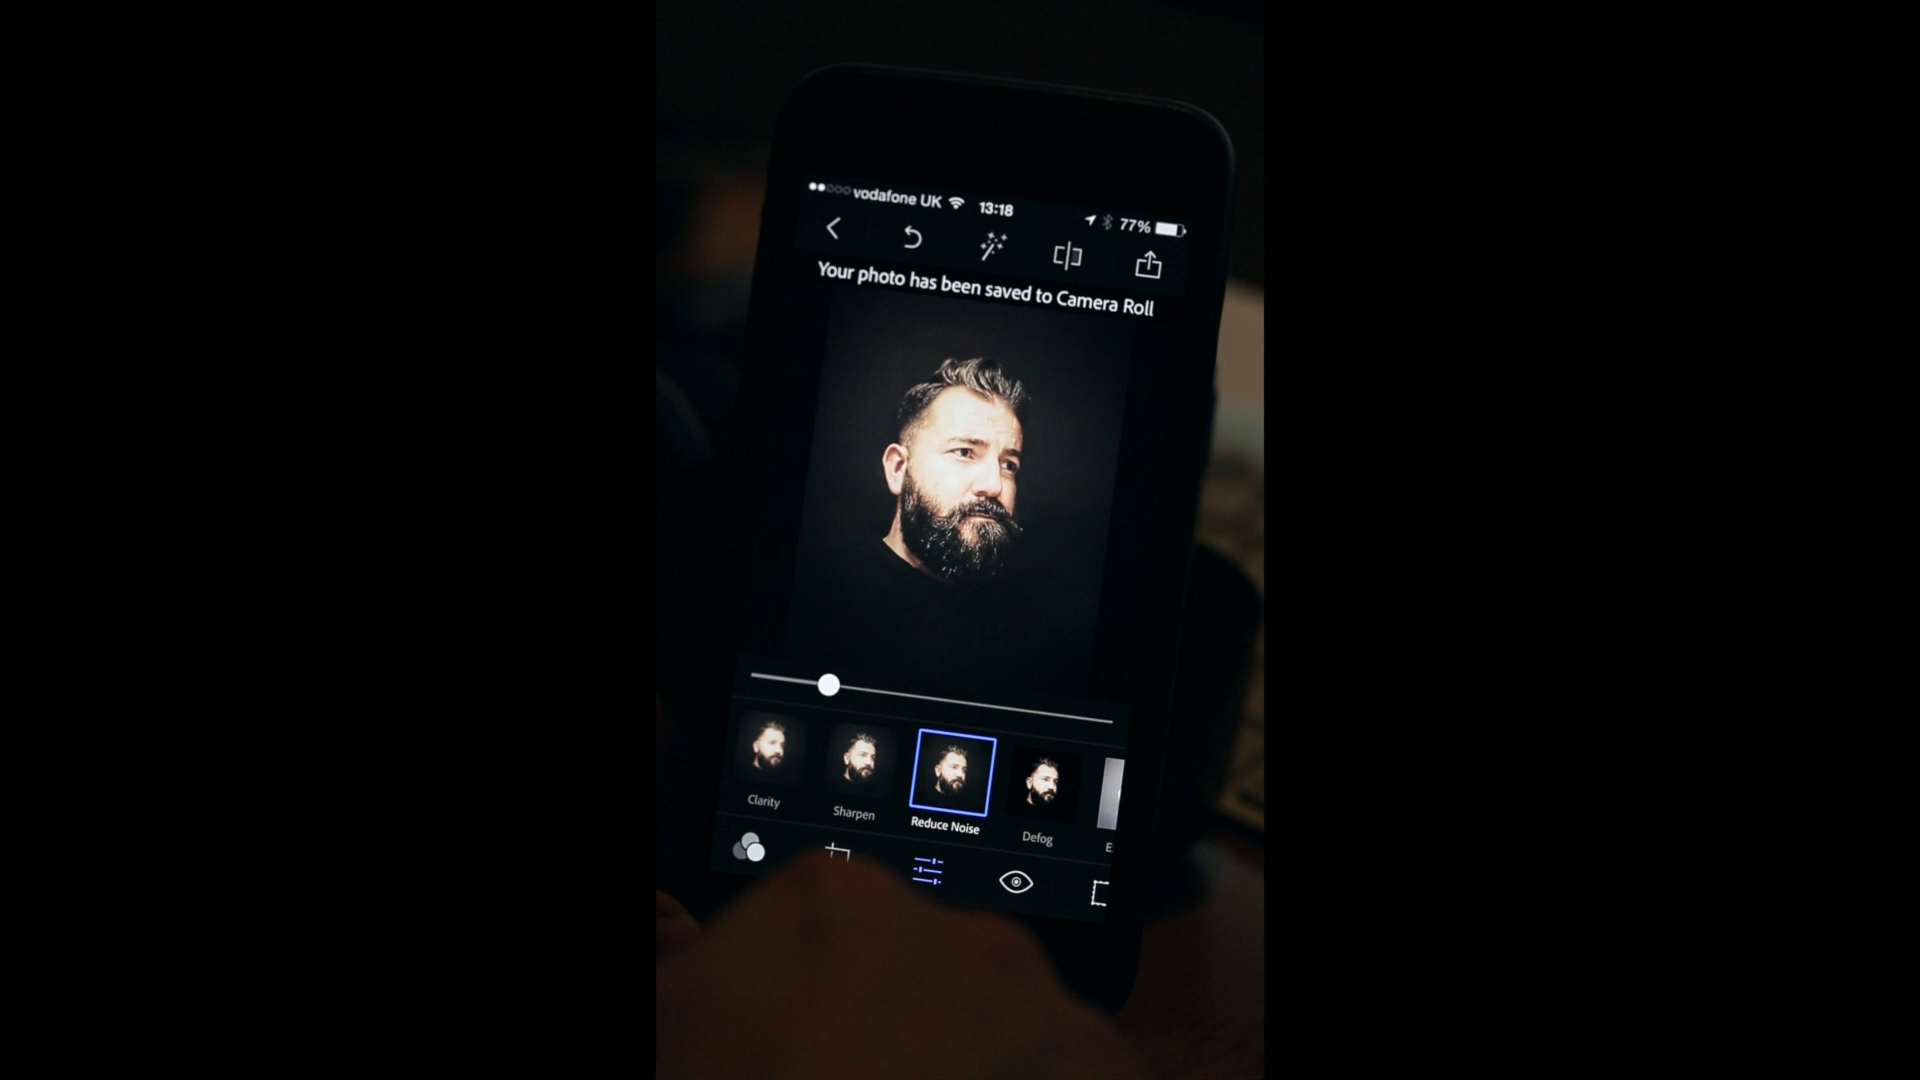 vodafone UK 13:18 77%
Your photo has been saved to Camera Roll
Clarity Sharpen Reduce Noise Defog E